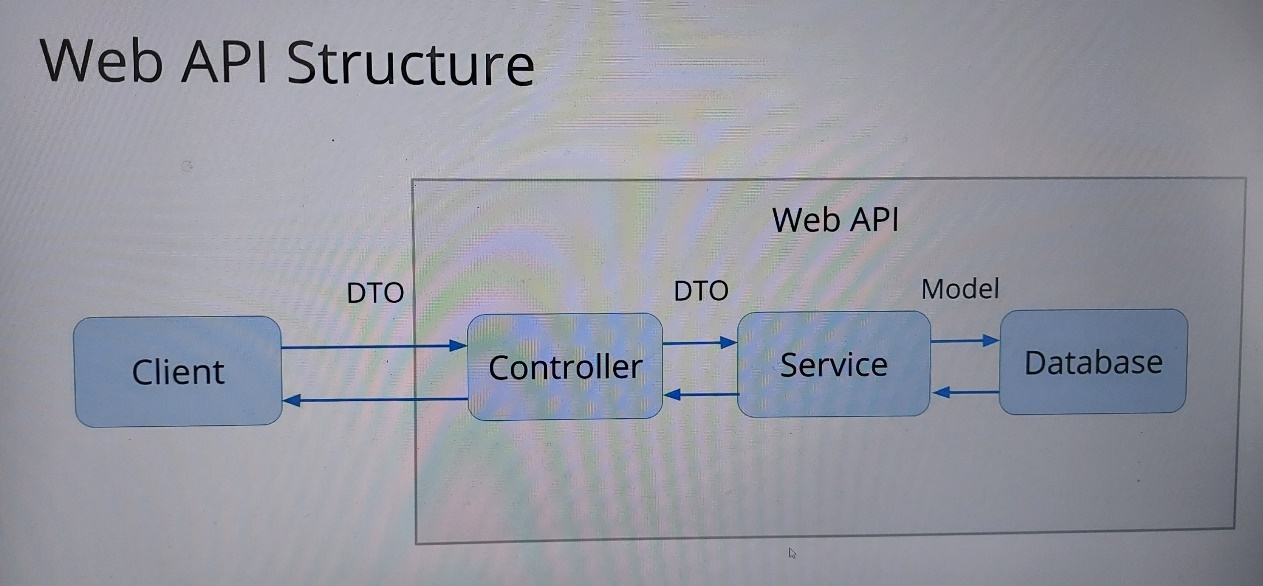 Web API Structure
Web API
DTO
DTO
Model
Client
Controller
Service
Database